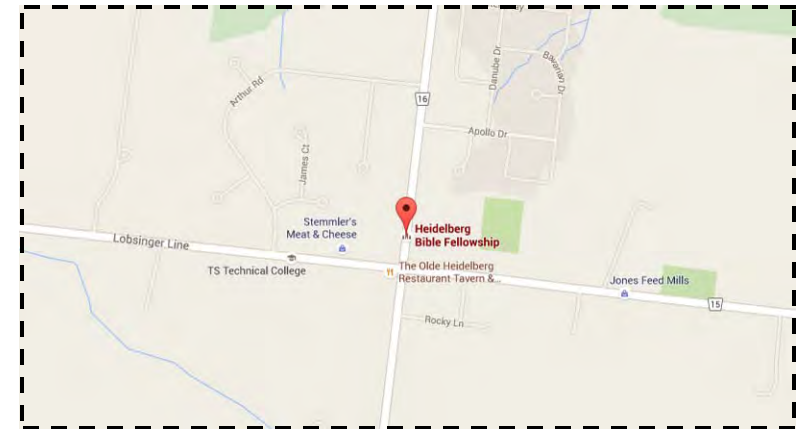 Danube Dr
Bavarian Dr
Arthur Rd
16
Apollo Dr
James Ct
Stemmler's
Meat & Cheese
Heidelberg
Bible Fellowship
Lobsinger Line
TS Technical College
The Olde Heidelberg
Restaurant Tavern &...
Jones Feed Mills
15
Rocky Ln